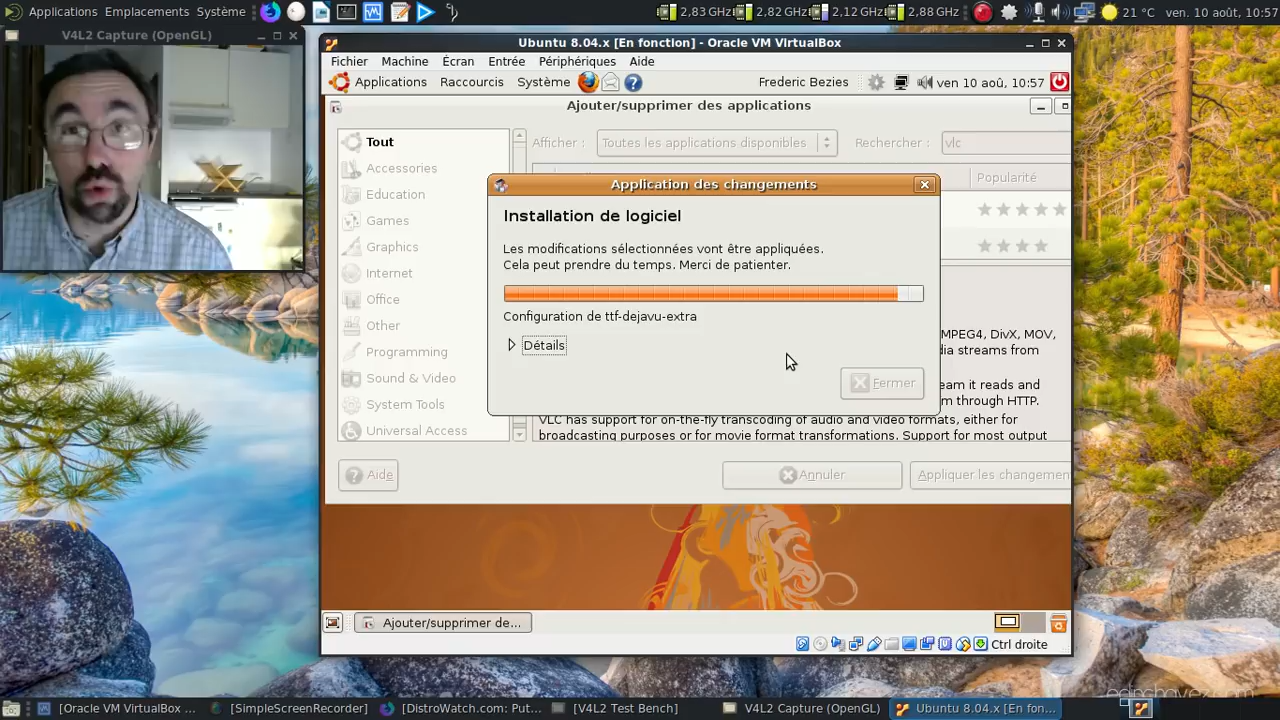 Applications Emplacements Système
2,83 GHz 2,82 GHz 2,12 GHz 2,88 GHz 21 °C ven. 10 août, 10:57
V4L2 Capture (OpenGL)
Ubuntu 8.04.x [En fonction] - Oracle VM VirtualBox
Fichier Machine Écran Entrée Périphériques Aide
Applications Raccourcis Système Frederic Bezies ven 10 aoû, 10:57
Ajouter/supprimer des applications
Tout
Accessories
Education
Games
Graphics
Internet
Office
Other
Programming
Sound & Video
System Tools
Universal Access
Afficher : Toutes les applications disponibles Rechercher : vlc
Popularité
Application des changements
Installation de logiciel
Les modifications sélectionnées vont être appliquées.
Cela peut prendre du temps. Merci de patienter.
Configuration de ttf-dejavu-extra
Détails
Fermer
MPEG4, DivX, MOV,
dia streams from
eam it reads and
m through HTTP.
VLC has support for on-the-fly transcoding of audio and video formats, either for
broadcasting purposes or for movie format transformations. Support for most output
Aide Annuler Appliquer les changemen
Ajouter/supprimer de...
Ctrl droite
[Oracle VM VirtualBox ... [SimpleScreenRecorder] [DistroWatch.com: Put... [V4L2 Test Bench] V4L2 Capture (OpenGL) Ubuntu 8.04.x [En fon...